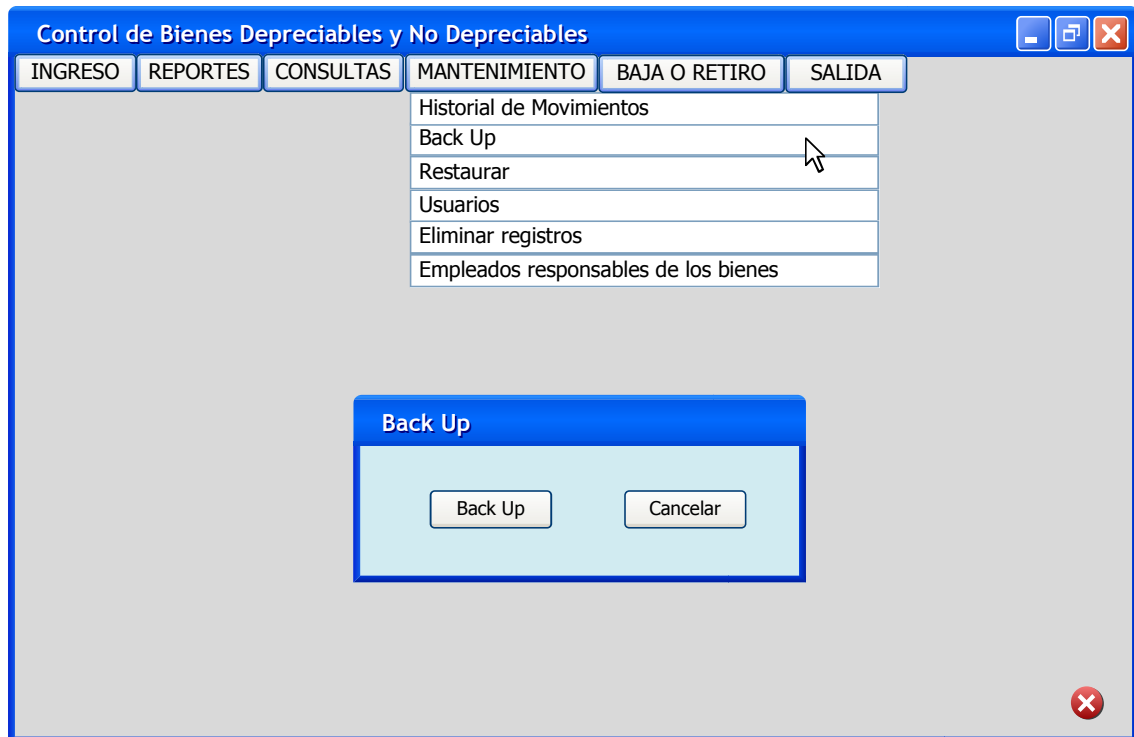 Control de Bienes Depreciables y No Depreciables
INGRESO REPORTES CONSULTAS MANTENIMIENTO BAJA O RETIRO SALIDA
Historial de Movimientos
Back Up
Restaurar
Usuarios
Eliminar registros
Empleados responsables de los bienes
Back Up
Back Up Cancelar